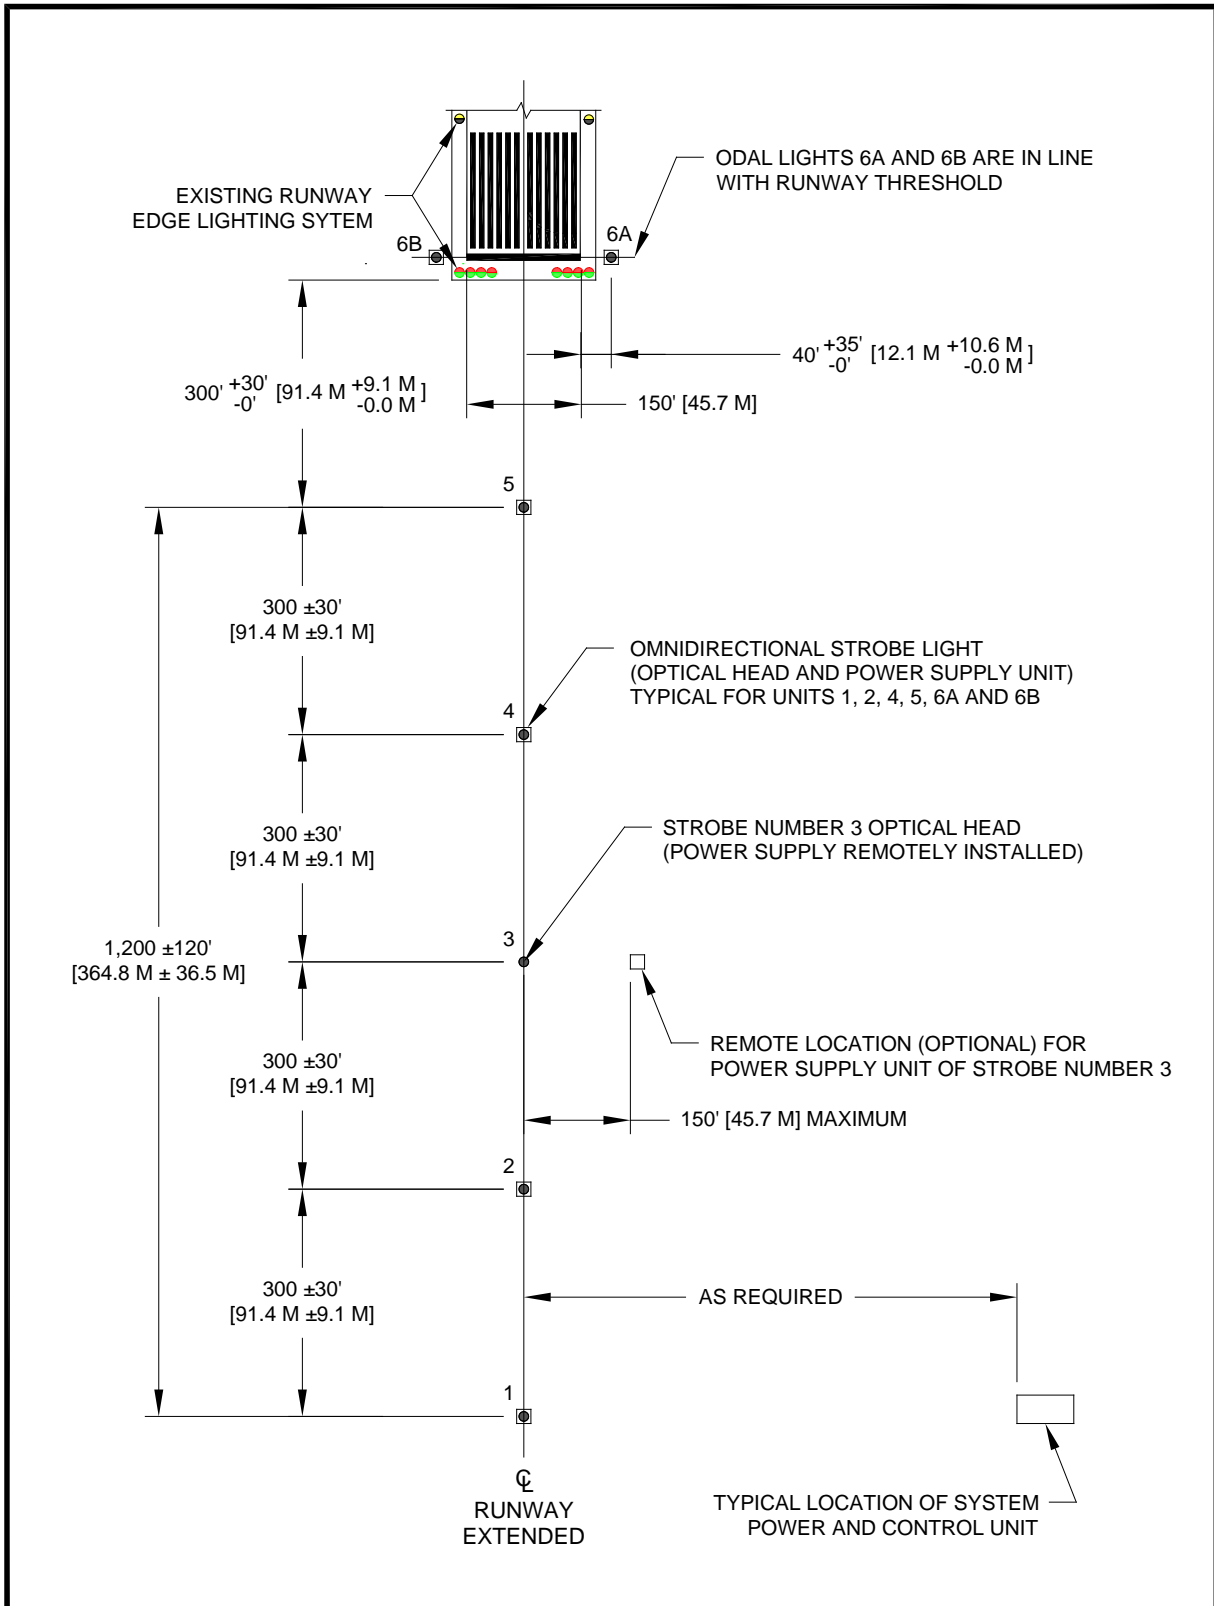 ODAL LIGHTS 6A AND 6B ARE IN LINE
WITH RUNWAY THRESHOLD
EXISTING RUNWAY
EDGE LIGHTING SYTEM
6B
6A
40' +35' -0' [12.1 M +10.6 M -0.0 M ]
300' +30' -0' [91.4 M +9.1 M -0.0 M ]
150' [45.7 M]
5
300 ±30'
[91.4 M ±9.1 M]
OMNIDIRECTIONAL STROBE LIGHT
(OPTICAL HEAD AND POWER SUPPLY UNIT)
TYPICAL FOR UNITS 1, 2, 4, 5, 6A AND 6B
4
300 ±30'
[91.4 M ±9.1 M]
STROBE NUMBER 3 OPTICAL HEAD
(POWER SUPPLY REMOTELY INSTALLED)
3
1,200 ±120'
[364.8 M ± 36.5 M]
REMOTE LOCATION (OPTIONAL) FOR
POWER SUPPLY UNIT OF STROBE NUMBER 3
300 ±30'
[91.4 M ±9.1 M]
150' [45.7 M] MAXIMUM
2
300 ±30'
[91.4 M ±9.1 M]
AS REQUIRED
1
℄
RUNWAY
EXTENDED
TYPICAL LOCATION OF SYSTEM
POWER AND CONTROL UNIT